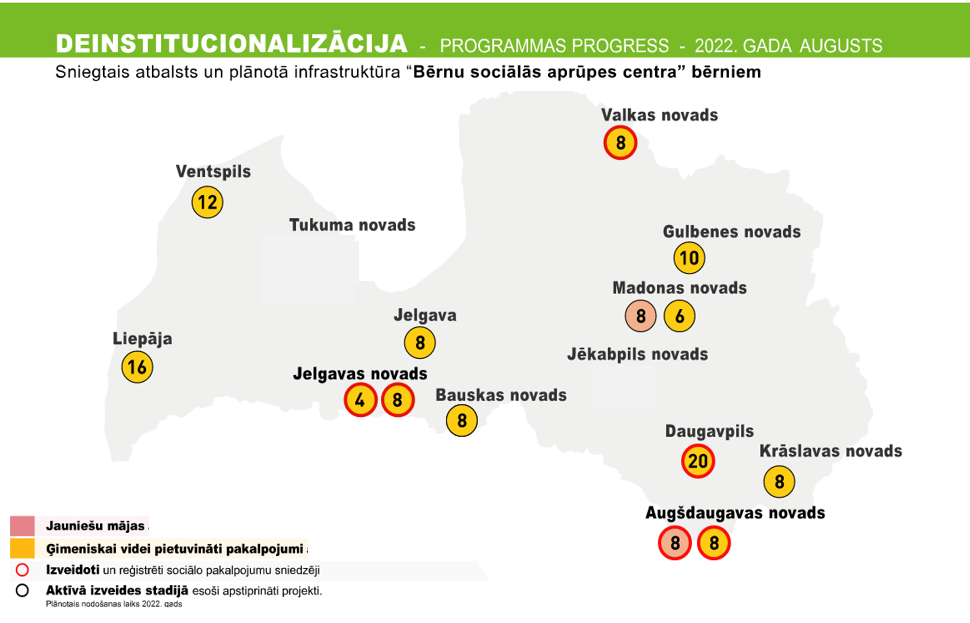 DEINSTITUCIONALIZĀCIJA - PROGRAMMAS PROGRESS - 2022. GADA AUGUSTS
Sniegtais atbalsts un plānotā infrastruktūra “Bērnu sociālās aprūpes centra” bērniem
Valkas novads
8
Ventspils
12
Tukuma novads
Gulbenes novads
10
Madonas novads
8 6
Jelgava
8
Liepāja
16
Jēkabpils novads
Jelgavas novads
4 8
Bauskas novads
8
Daugavpils
20
Krāslavas novads
8
Augšdaugavas novads
8 8
Jauniešu mājas
Ģimeniskai videi pietuvināti pakalpojumi
Izveidoti un reģistrēti sociālo pakalpojumu sniedzēji
Aktīvā izveides stadijā esoši apstiprināti projekti.
Plānotais nodošanas laiks 2022. gads